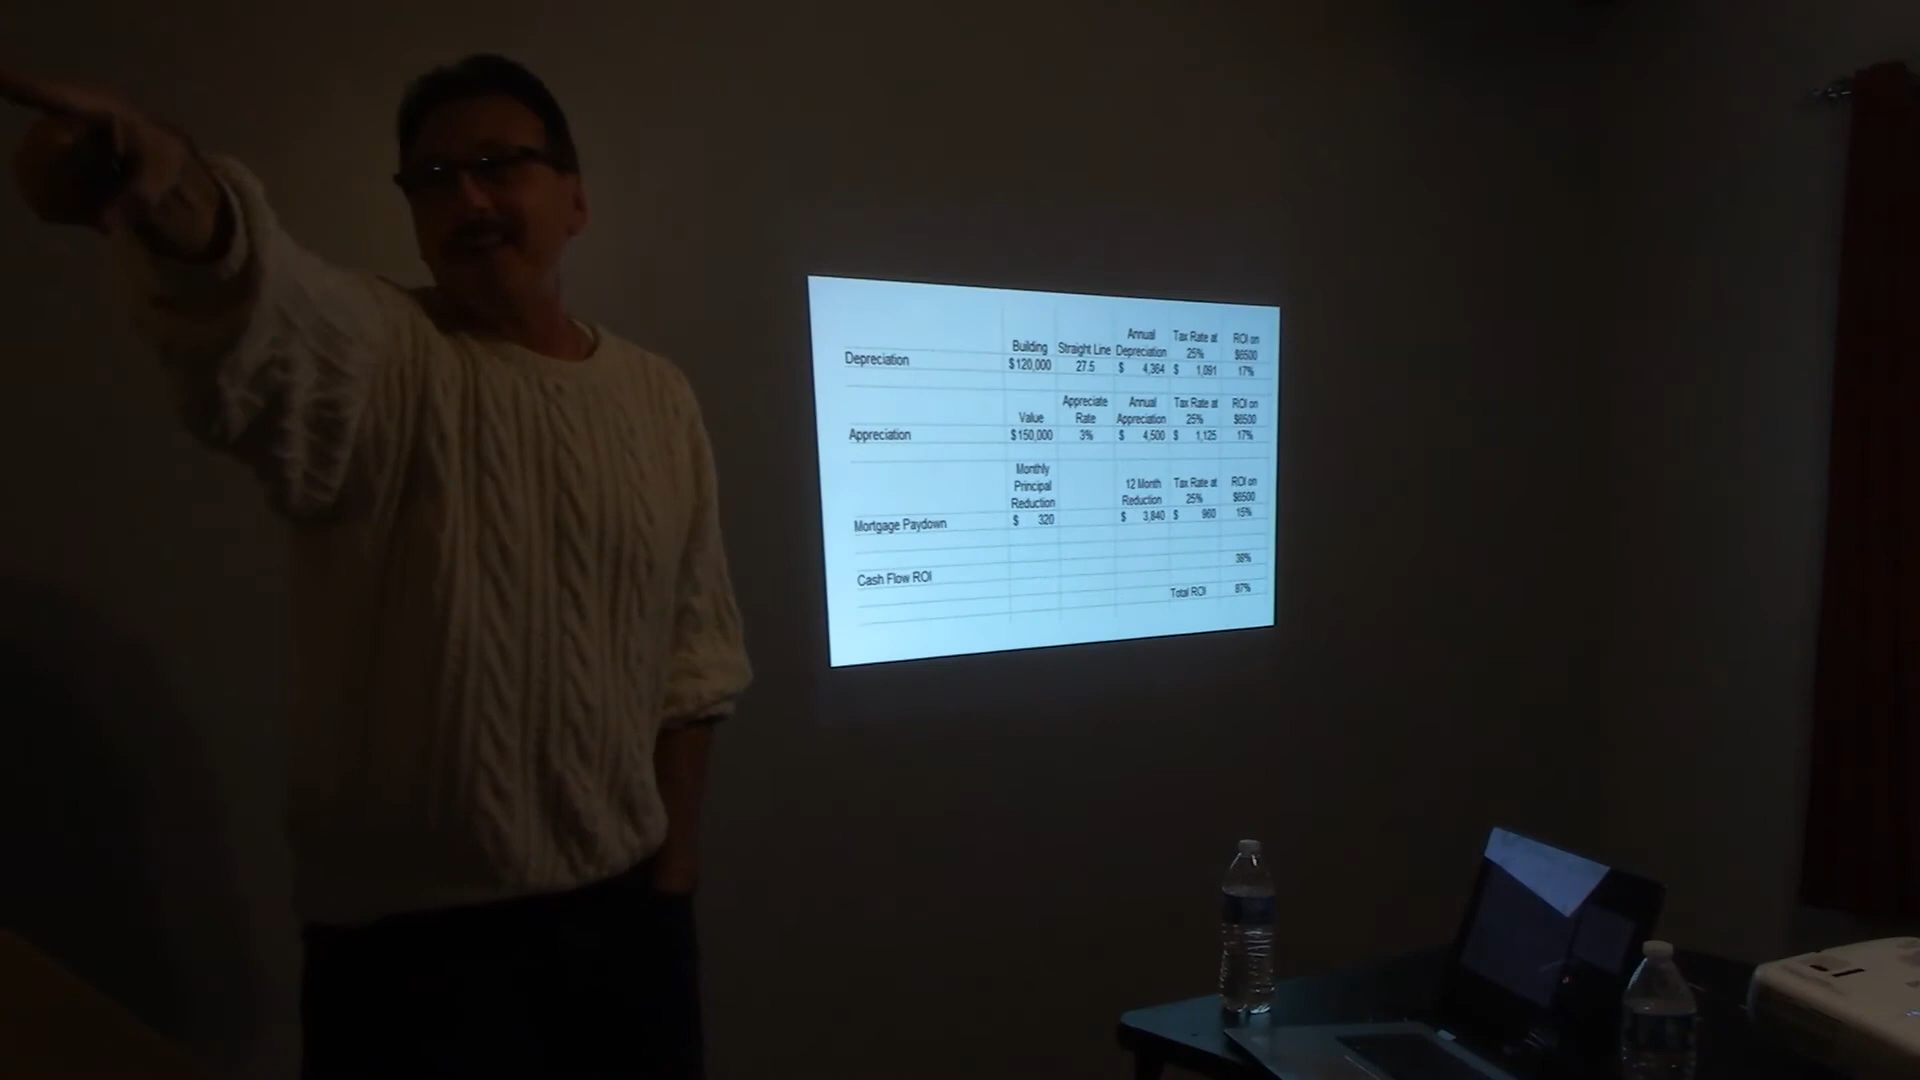 Depreciation Building Straight Line Annual Depreciation Tax Rate at 25% ROI on $6500
$120,000 27.5 $ 4,364 $ 1,091 17%
Appreciation Value Appreciate Rate Annual Appreciation Tax Rate at 25% ROI on $6500
$150,000 3% $ 4,500 $ 1,125 17%
Mortgage Paydown Monthly Principal Reduction 12 Month Reduction Tax Rate at 25% ROI on $6500
$ 320 $ 3,840 $ 960 15%
Cash Flow ROI 38%
Total ROI 87%